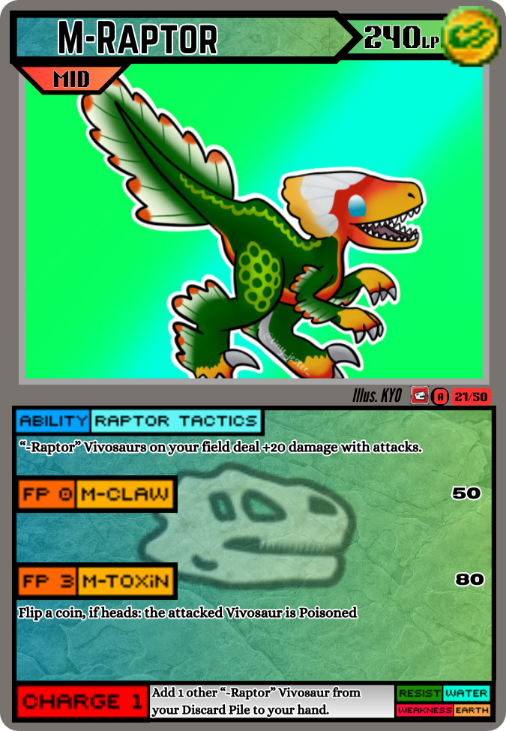 M-RAPTOR
240LP
MID
Illus. KYO A 21/50
ABILITY RAPTOR TACTICS
“-Raptor” Vivosaurs on your field deal +20 damage with attacks.
FP 0 M-CLAW 50
FP 3 M-TOXiN 80
Flip a coin, if heads: the attacked Vivosaur is Poisoned
CHARGE 1
Add 1 other “-Raptor” Vivosaur from
your Discard Pile to your hand.
RESIST WATER
WEAKNESS EARTH